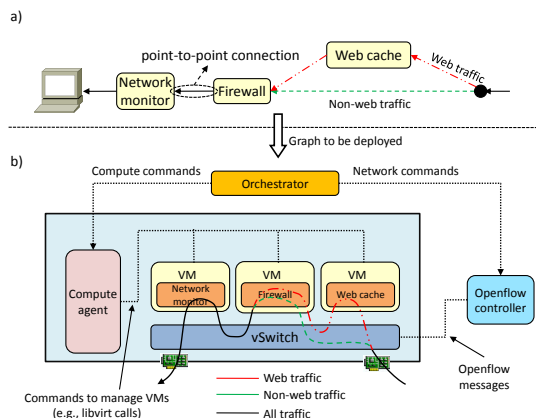 a)
point-to-point connection
Web cache
Web traffic
Network
monitor
Firewall
Non-web traffic
Graph to be deployed
b)
Compute commands
Network commands
Orchestrator
VM
VM
VM
Network
monitor
Firewall
Web cache
Compute
agent
Openflow
controller
vSwitch
Commands to manage VMs
(e.g., libvirt calls)
Web traffic
Non-web traffic
All traffic
Openflow
messages